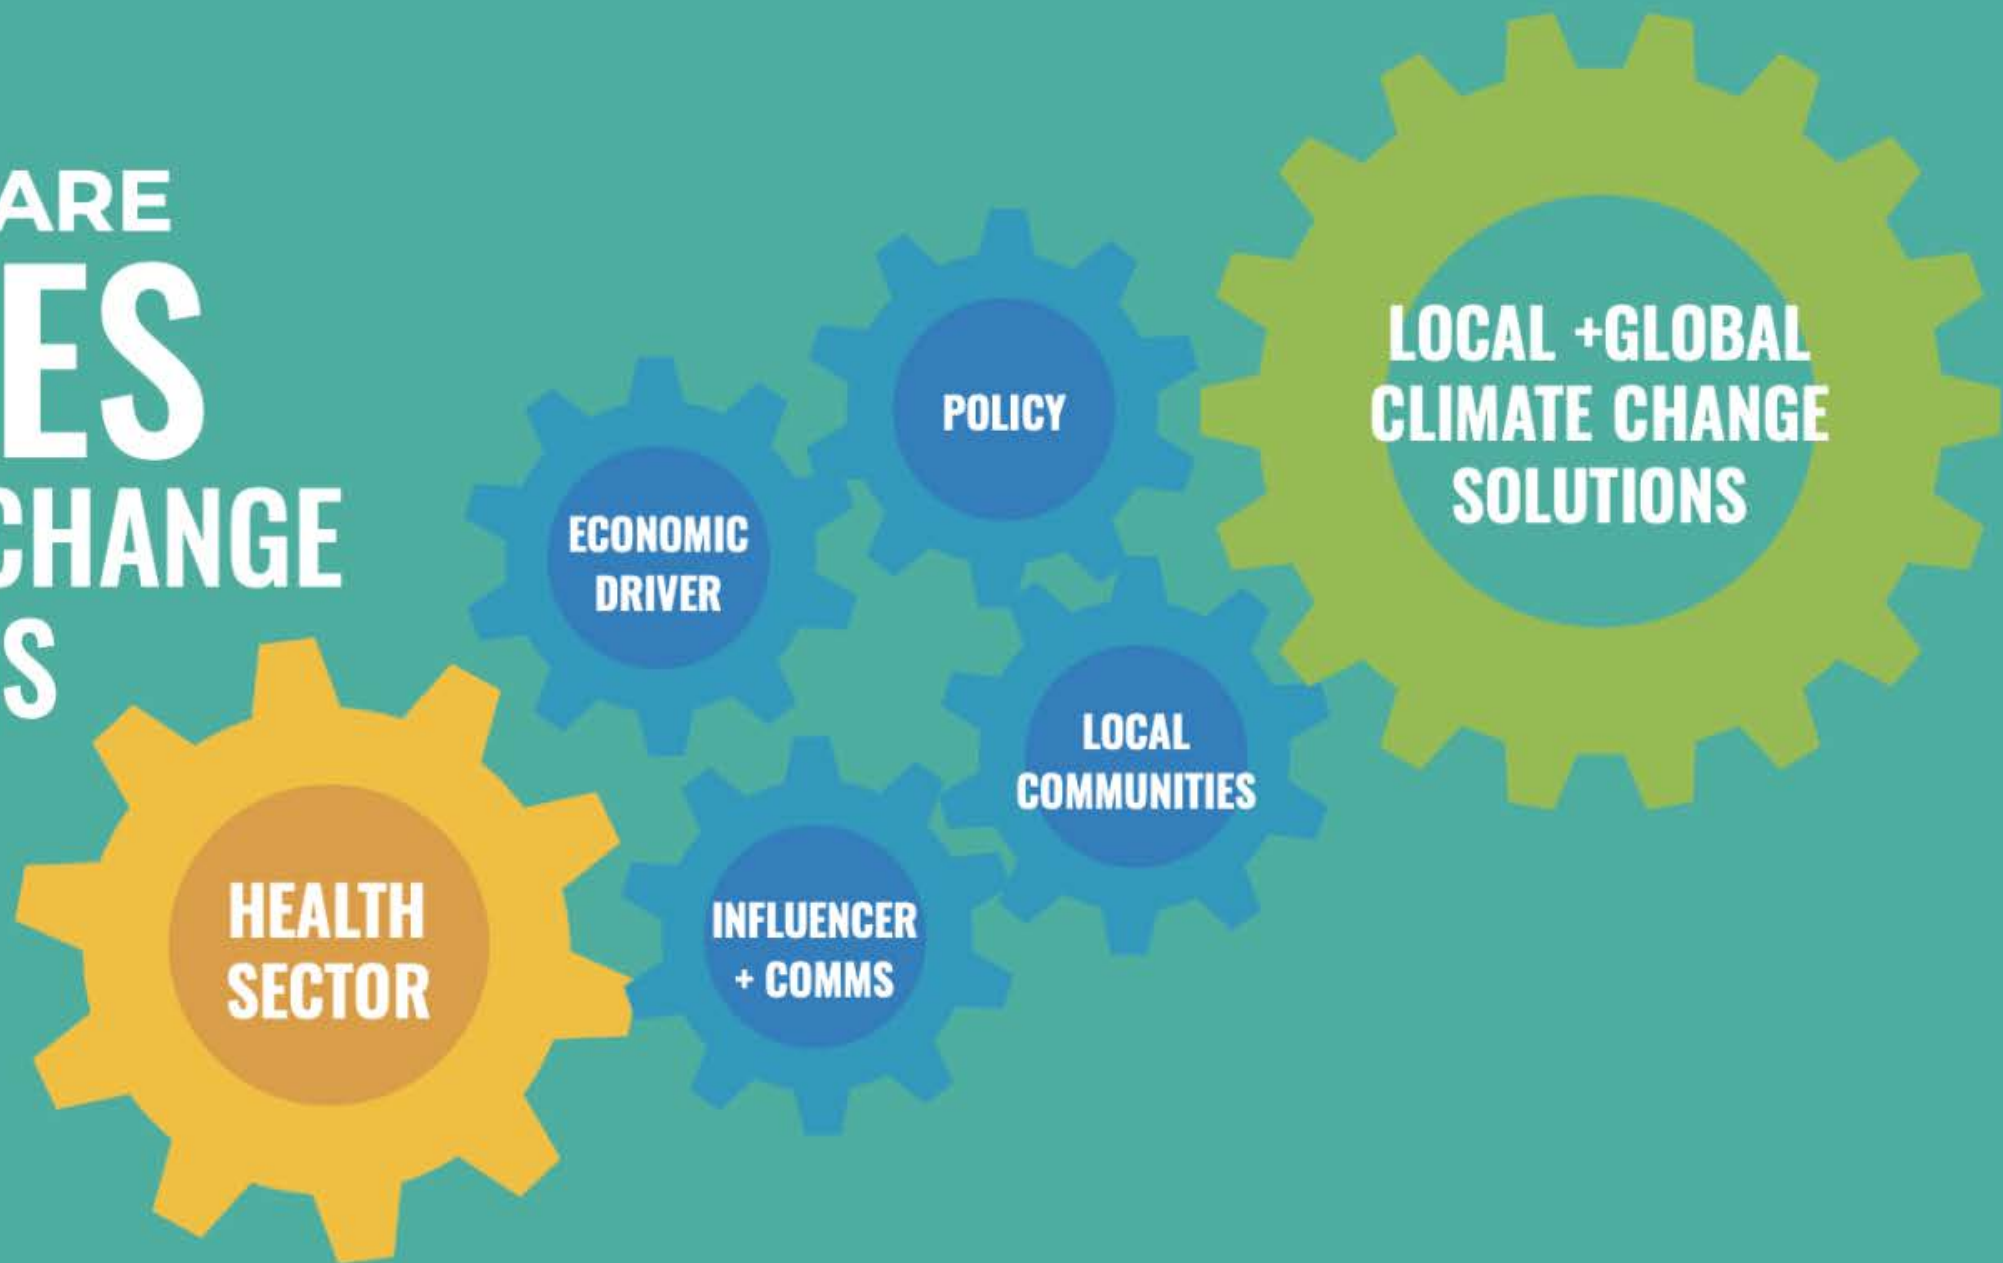 ARE
ES
CHANGE
S
POLICY
LOCAL +GLOBAL
CLIMATE CHANGE
SOLUTIONS
ECONOMIC
DRIVER
LOCAL
COMMUNITIES
HEALTH
SECTOR
INFLUENCER
+ COMMS